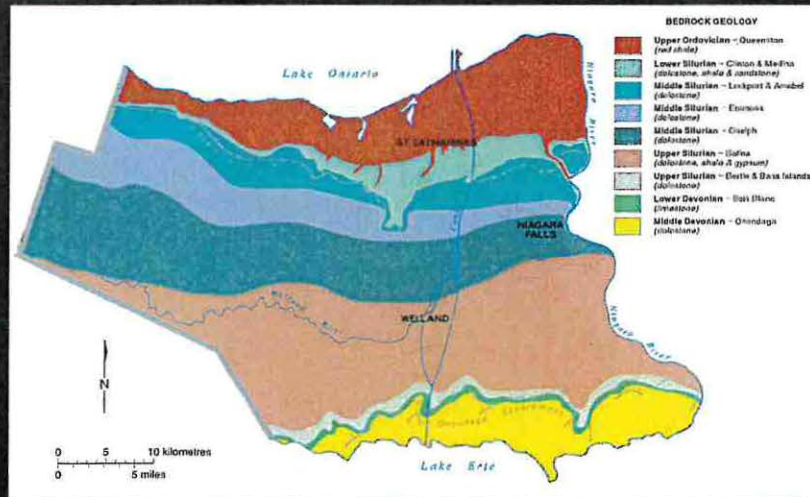 BEDROCK GEOLOGY
Upper Ordovician – Queenston
(red shale)
Lower Silurian – Clinton & Medina
(dolostone, shale & sandstone)
Middle Silurian – Lockport & Amabel
(dolostone)
Middle Silurian – Eramosa
(dolostone)
Middle Silurian – Guelph
(dolostone)
Upper Silurian – Salina
(dolostone, shale & gypsum)
Upper Silurian – Bertie & Bass Islands
(dolostone)
Lower Devonian – Bois Blanc
(limestone)
Middle Devonian – Onondaga
(dolostone)
Lake Ontario
Niagara River
ST CATHARINES
NIAGARA
FALLS
Welland River
WELLAND
Niagara River
N
Onondaga Escarpment
0 5 10 kilometres
0 5 miles
Lake Erie